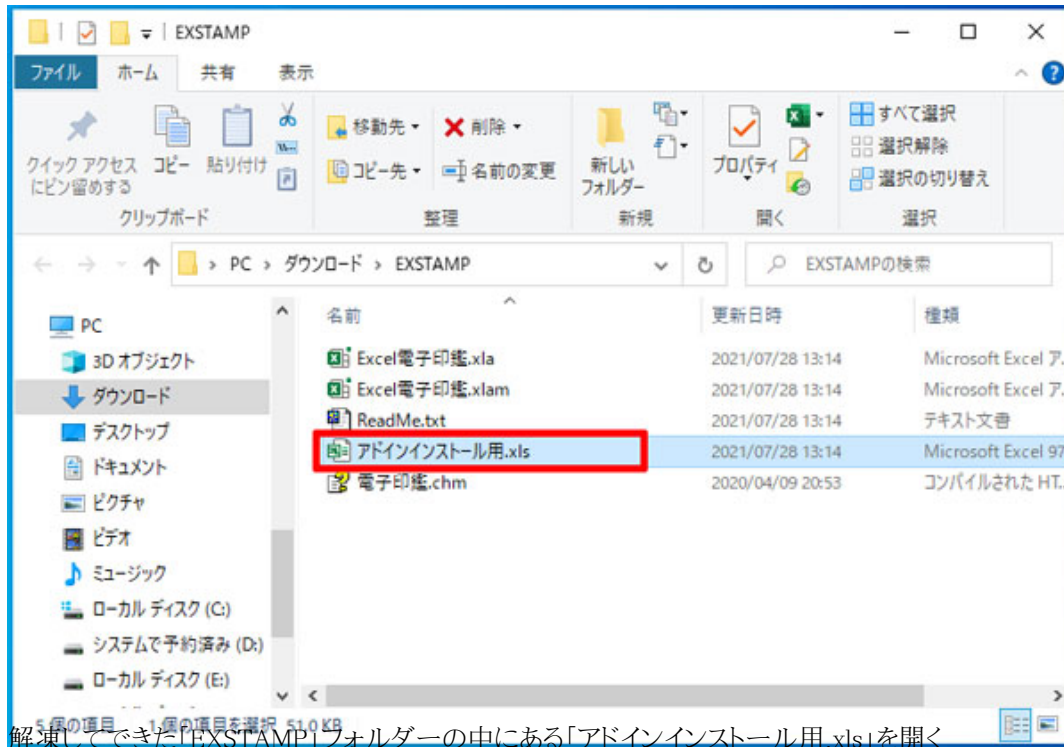 EXSTAMP
ファイル ホーム 共有 表示
クイック アクセス
にピン留めする
コピー 貼り付け
移動先 削除
コピー先 名前の変更
新しい
フォルダー
プロパティ
すべて選択
選択解除
選択の切り替え
クリップボード 整理 新規 開く 選択
PC › ダウンロード › EXSTAMP
EXSTAMPの検索
名前 更新日時 種類
PC
3D オブジェクト
ダウンロード
デスクトップ
ドキュメント
ピクチャ
ビデオ
ミュージック
ローカル ディスク (C:)
システムで予約済み (D:)
ローカル ディスク (E:)
Excel電子印鑑.xla 2021/07/28 13:14 Microsoft Excel ア..
Excel電子印鑑.xlam 2021/07/28 13:14 Microsoft Excel ア..
ReadMe.txt 2021/07/28 13:14 テキスト文書
アドインインストール用.xls 2021/07/28 13:14 Microsoft Excel 97
電子印鑑.chm 2020/04/09 20:53 コンパイルされた HT...
5 個の項目 1 個の項目を選択 51.0 KB
解凍してできた「EXSTAMP」フォルダーの中にある「アドインインストール用.xls」を開く